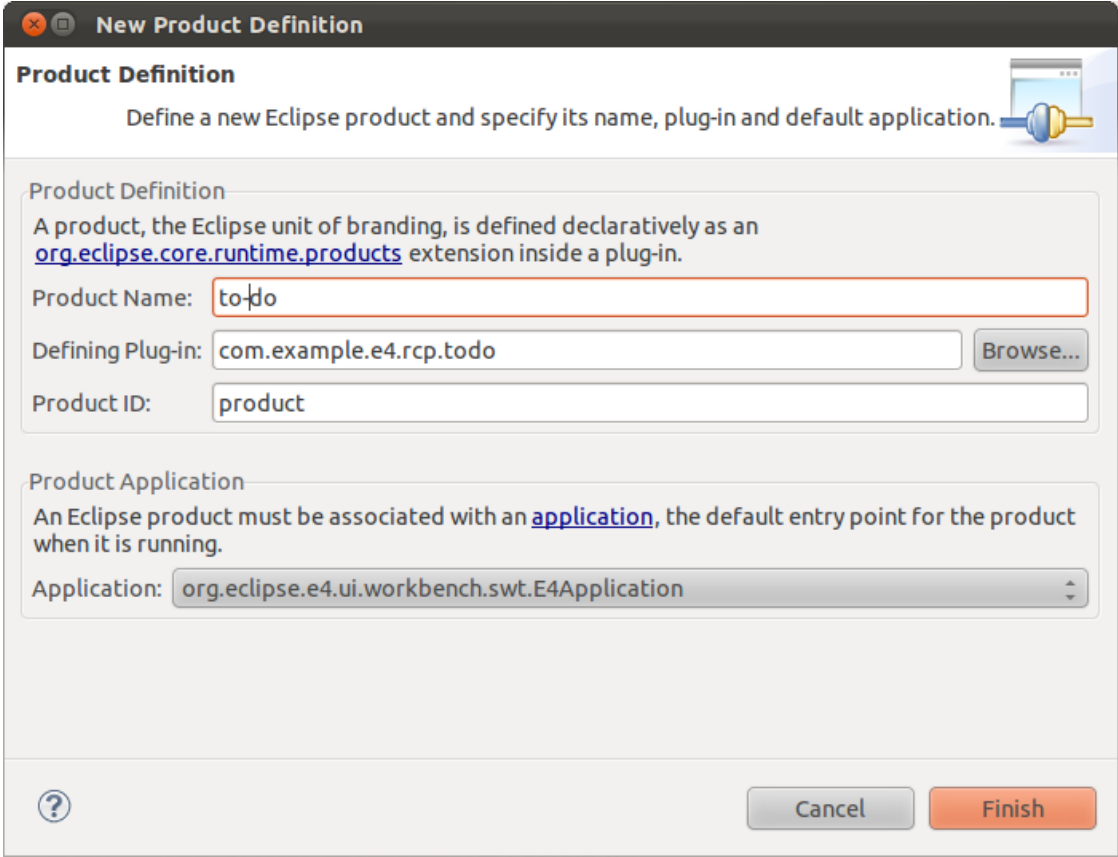 New Product Definition
Product Definition
Define a new Eclipse product and specify its name, plug-in and default application.
Product Definition
A product, the Eclipse unit of branding, is defined declaratively as an
org.eclipse.core.runtime.products extension inside a plug-in.
Product Name: to-do
Defining Plug-in: com.example.e4.rcp.todo Browse...
Product ID: product
Product Application
An Eclipse product must be associated with an application, the default entry point for the product
when it is running.
Application: org.eclipse.e4.ui.workbench.swt.E4Application
Cancel Finish